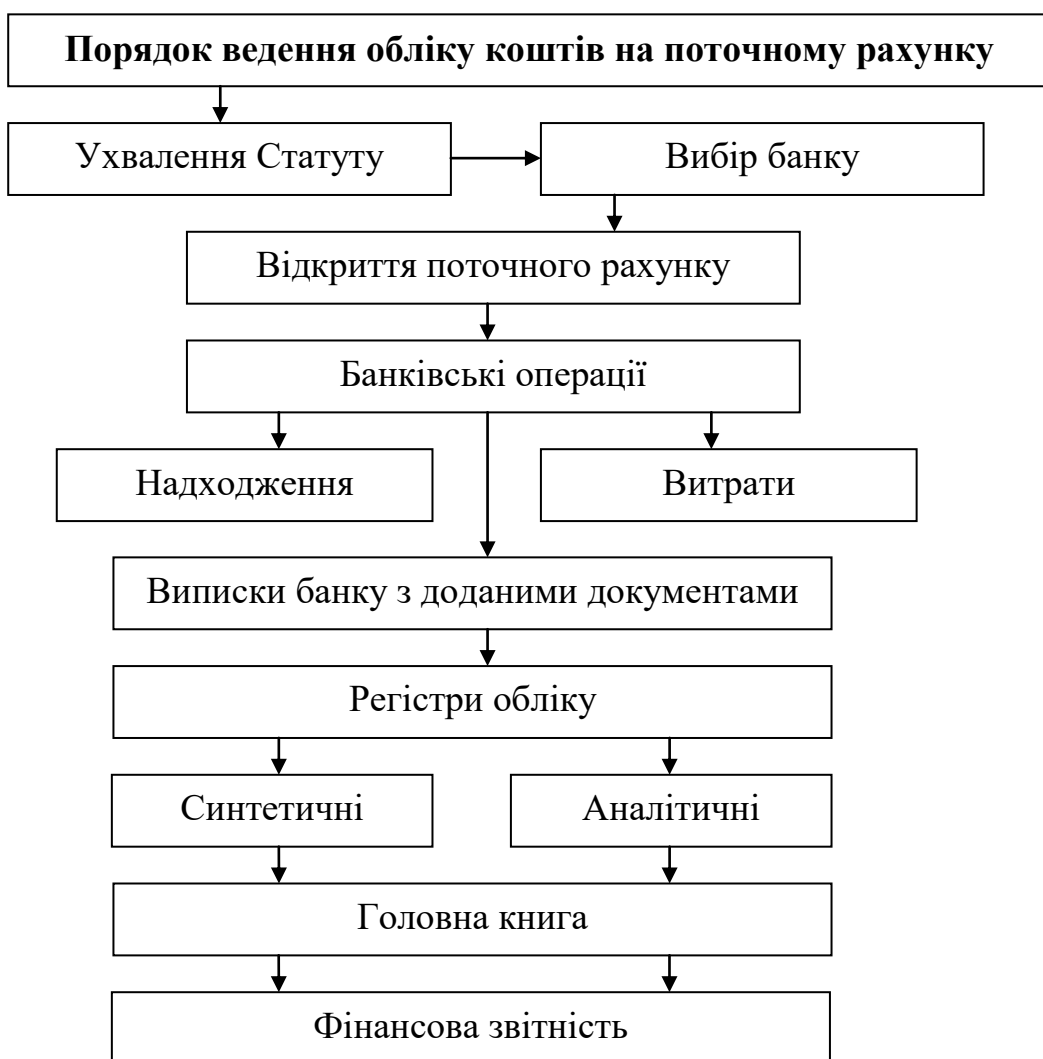 Порядок ведення обліку коштів на поточному рахунку
Ухвалення Статуту
Вибір банку
Відкриття поточного рахунку
Банківські операції
Надходження
Витрати
Виписки банку з доданими документами
Регістри обліку
Синтетичні
Аналітичні
Головна книга
Фінансова звітність